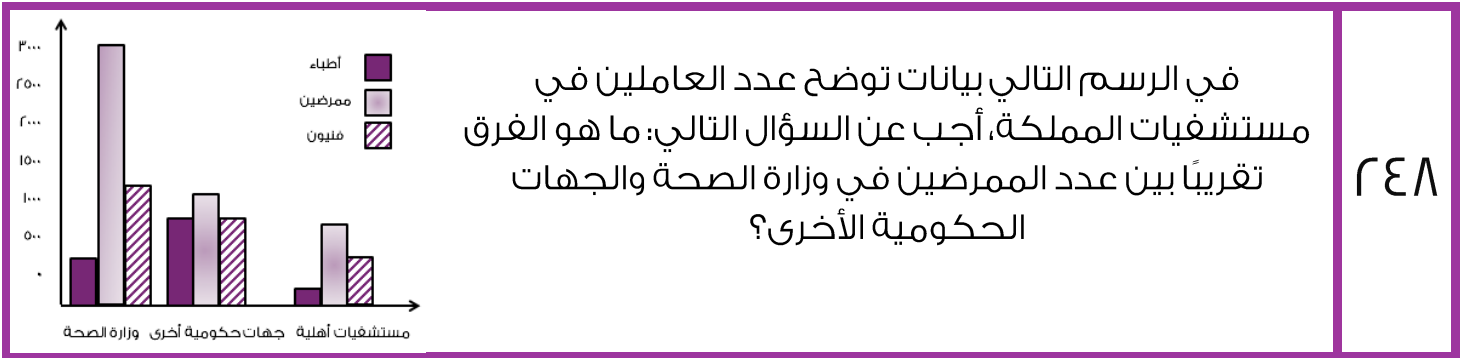 ٢٤٨
في الرسم التالي بيانات توضح عدد العاملين في
مستشفيات المملكة، أجب عن السؤال التالي: ما هو الفرق
تقريبًا بين عدد الممرضين في وزارة الصحة والجهات
الحكومية الأخرى؟
أطباء
ممرضين
فنيون
٣٠٠٠
٢٥٠٠
٢٠٠٠
١٥٠٠
١٠٠٠
٥٠٠
٠
وزارة الصحة
جهات حكومية أخرى
مستشفيات أهلية